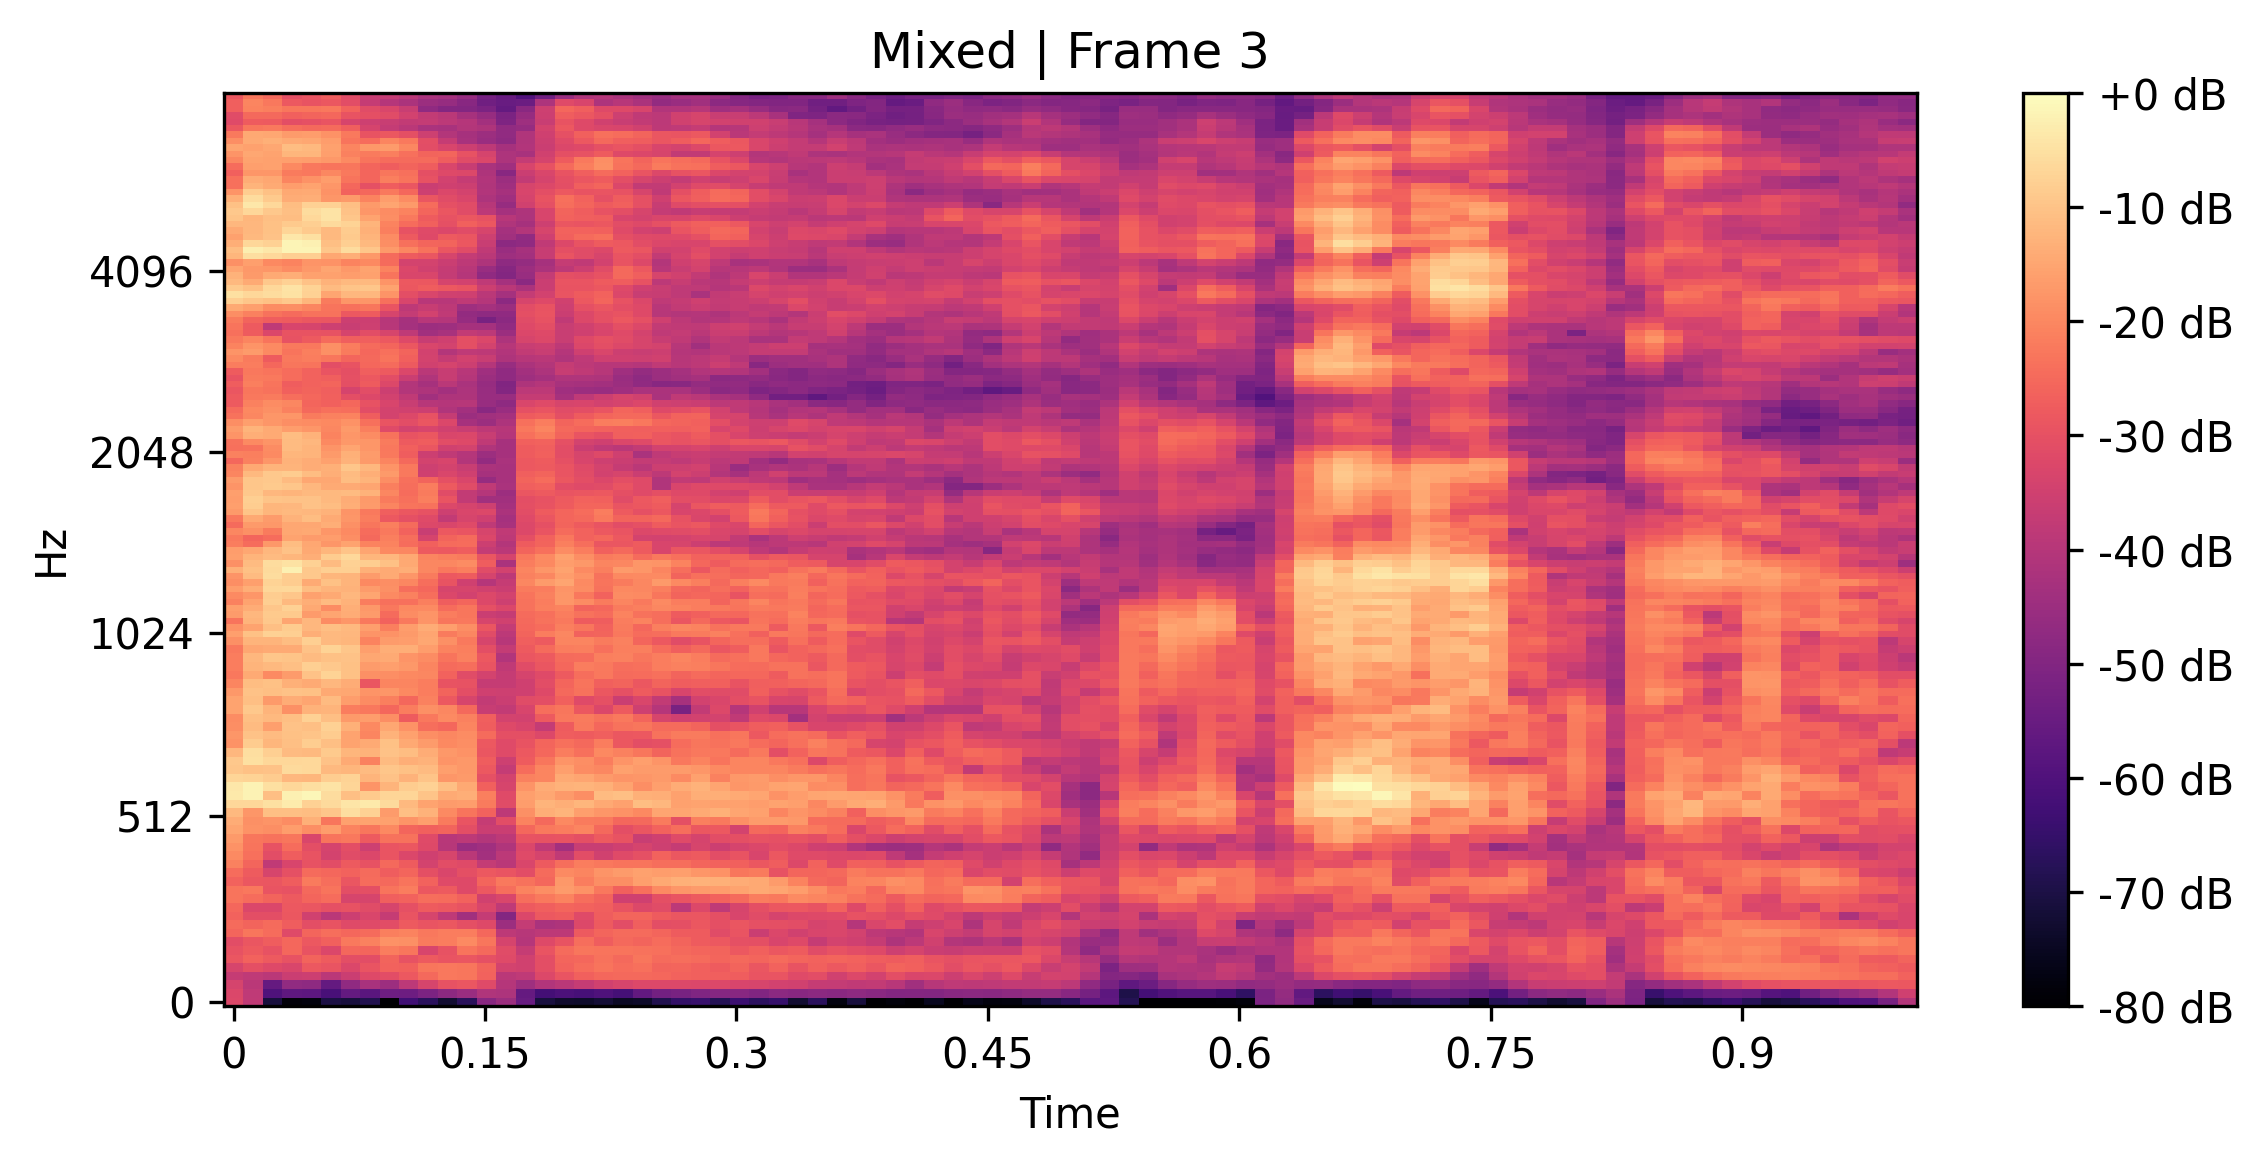 Mixed | Frame 3
+0 dB
-10 dB
-20 dB
-30 dB
-40 dB
-50 dB
-60 dB
-70 dB
-80 dB
Hz
4096
2048
1024
512
0
0 0.15 0.3 0.45 0.6 0.75 0.9
Time